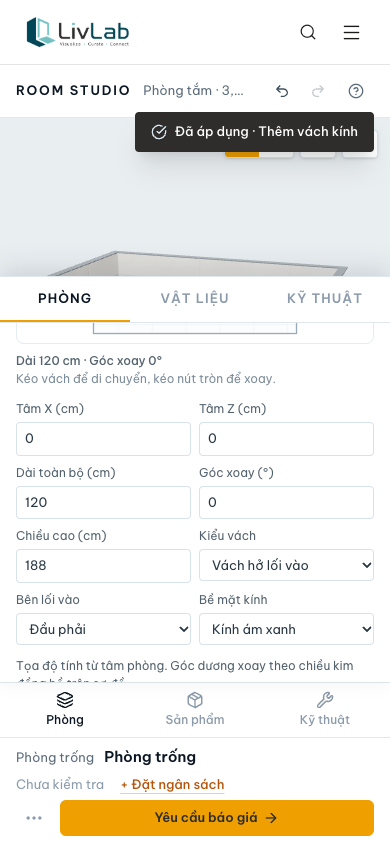 LivLab
Visualise · Curate · Connect
ROOM STUDIO
Phòng tắm · 3,...
Đã áp dụng · Thêm vách kính
PHÒNG
VẬT LIỆU
KỸ THUẬT
Dài 120 cm · Góc xoay 0°
Kéo vách để di chuyển, kéo nút tròn để xoay.
Tâm X (cm)
Tâm Z (cm)
0
0
Dài toàn bộ (cm)
Góc xoay (°)
120
0
Chiều cao (cm)
Kiểu vách
188
Vách hở lối vào
Bên lối vào
Bề mặt kính
Đầu phải
Kính ám xanh
Tọa độ tính từ tâm phòng. Góc dương xoay theo chiều kim
Phòng
Sản phẩm
Kỹ thuật
Phòng trống
Phòng trống
Chưa kiểm tra
+ Đặt ngân sách
Yêu cầu báo giá →